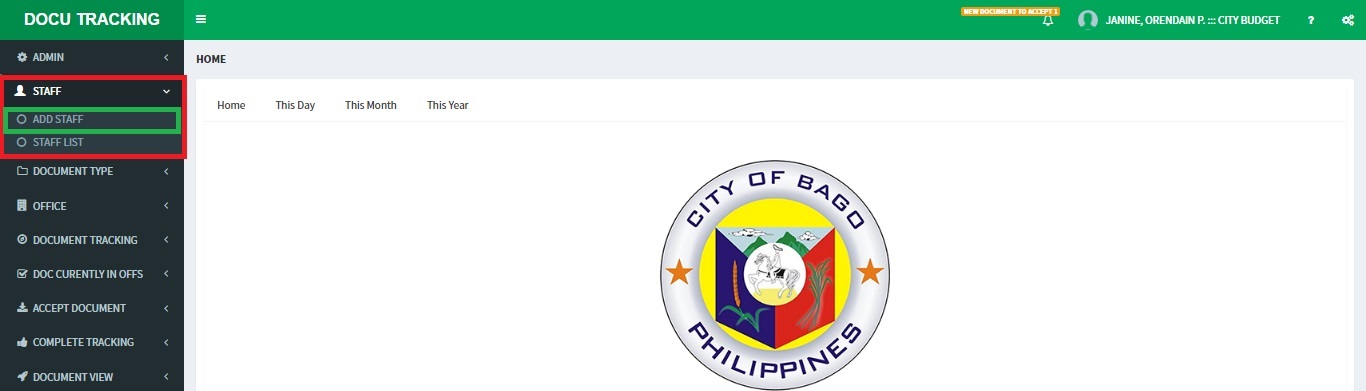 DOCU TRACKING
NEW DOCUMENT TO ACCEPT 1
JANINE, ORENDAIN P. ::: CITY BUDGET
?
ADMIN
HOME
STAFF
ADD STAFF
STAFF LIST
DOCUMENT TYPE
OFFICE
DOCUMENT TRACKING
DOC CURENTLY IN OFFS
ACCEPT DOCUMENT
COMPLETE TRACKING
DOCUMENT VIEW
Home This Day This Month This Year
CITY OF BAGO
PHILIPPINES